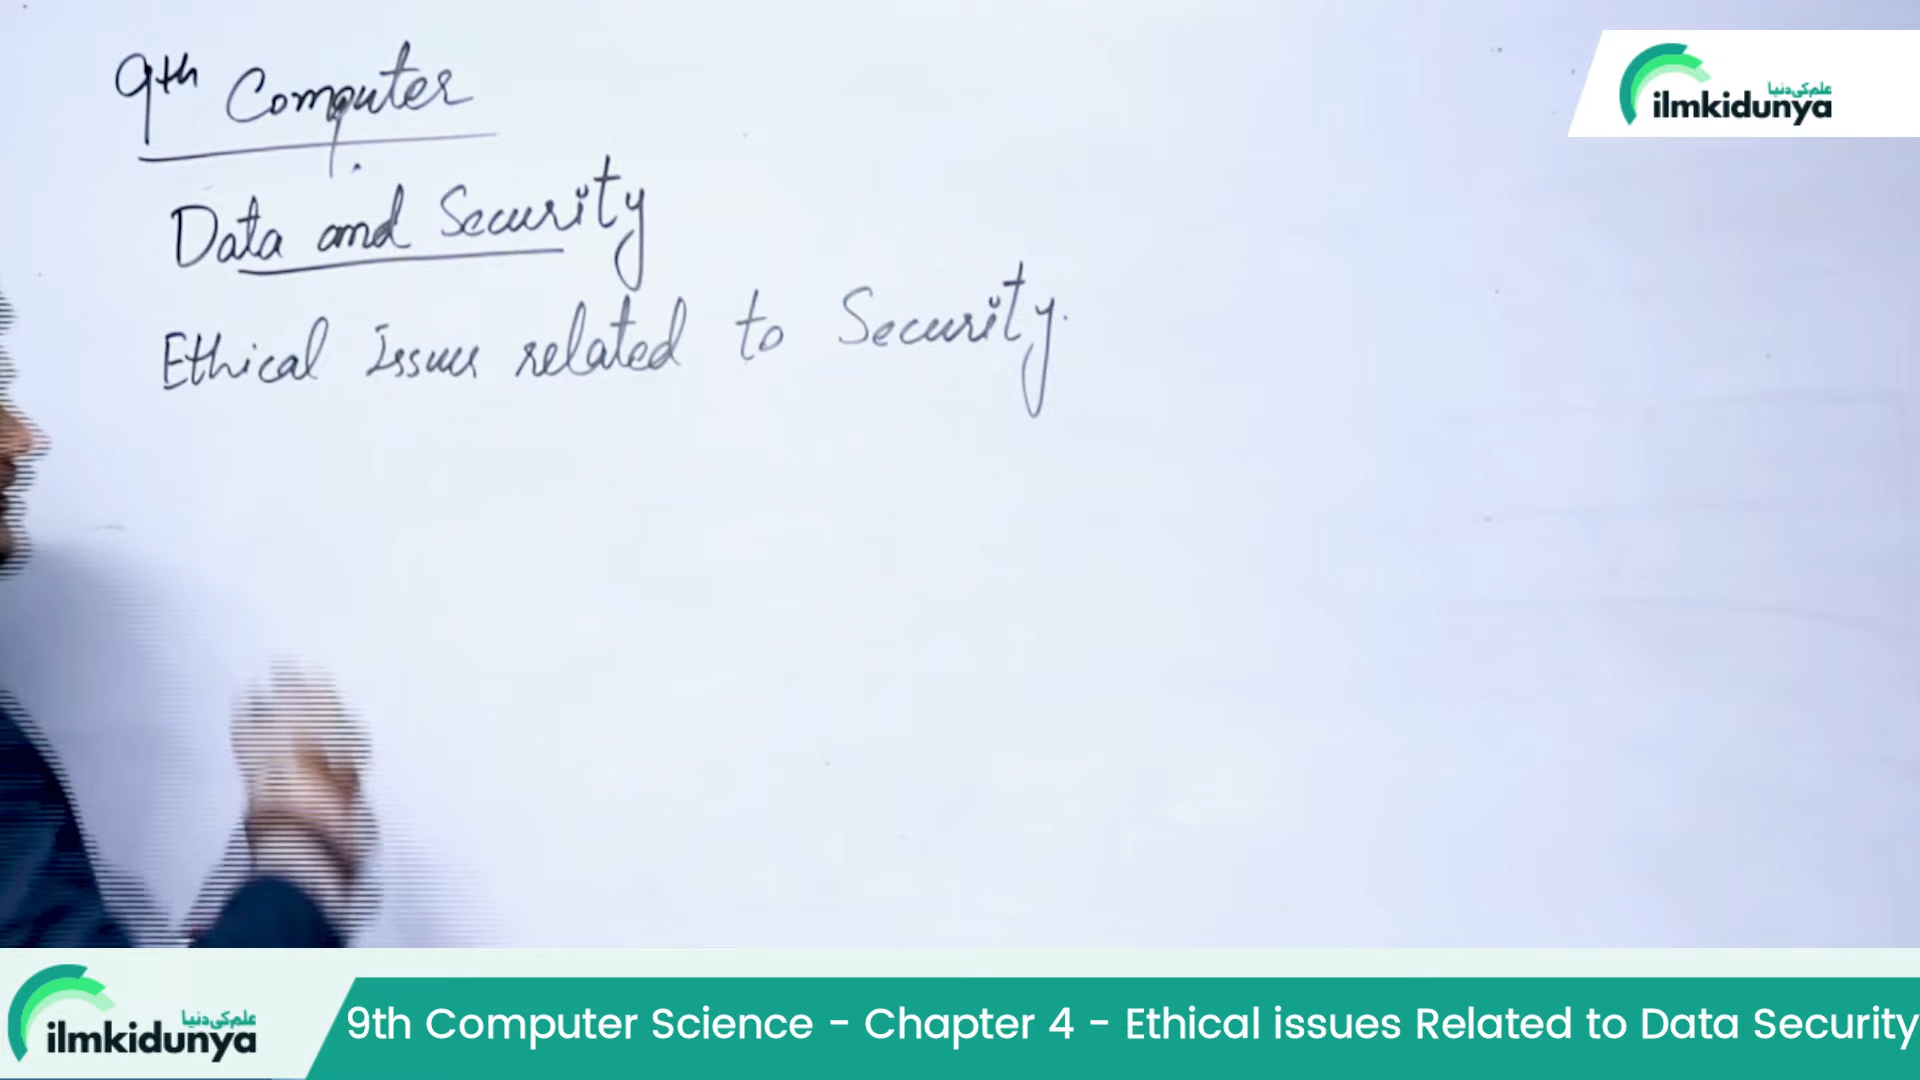 9th Computer
Data and Security
Ethical Issues related to Security.
علم کی دنیا
ilmkidunya
علم کی دنیا
ilmkidunya
9th Computer Science - Chapter 4 - Ethical issues Related to Data Security